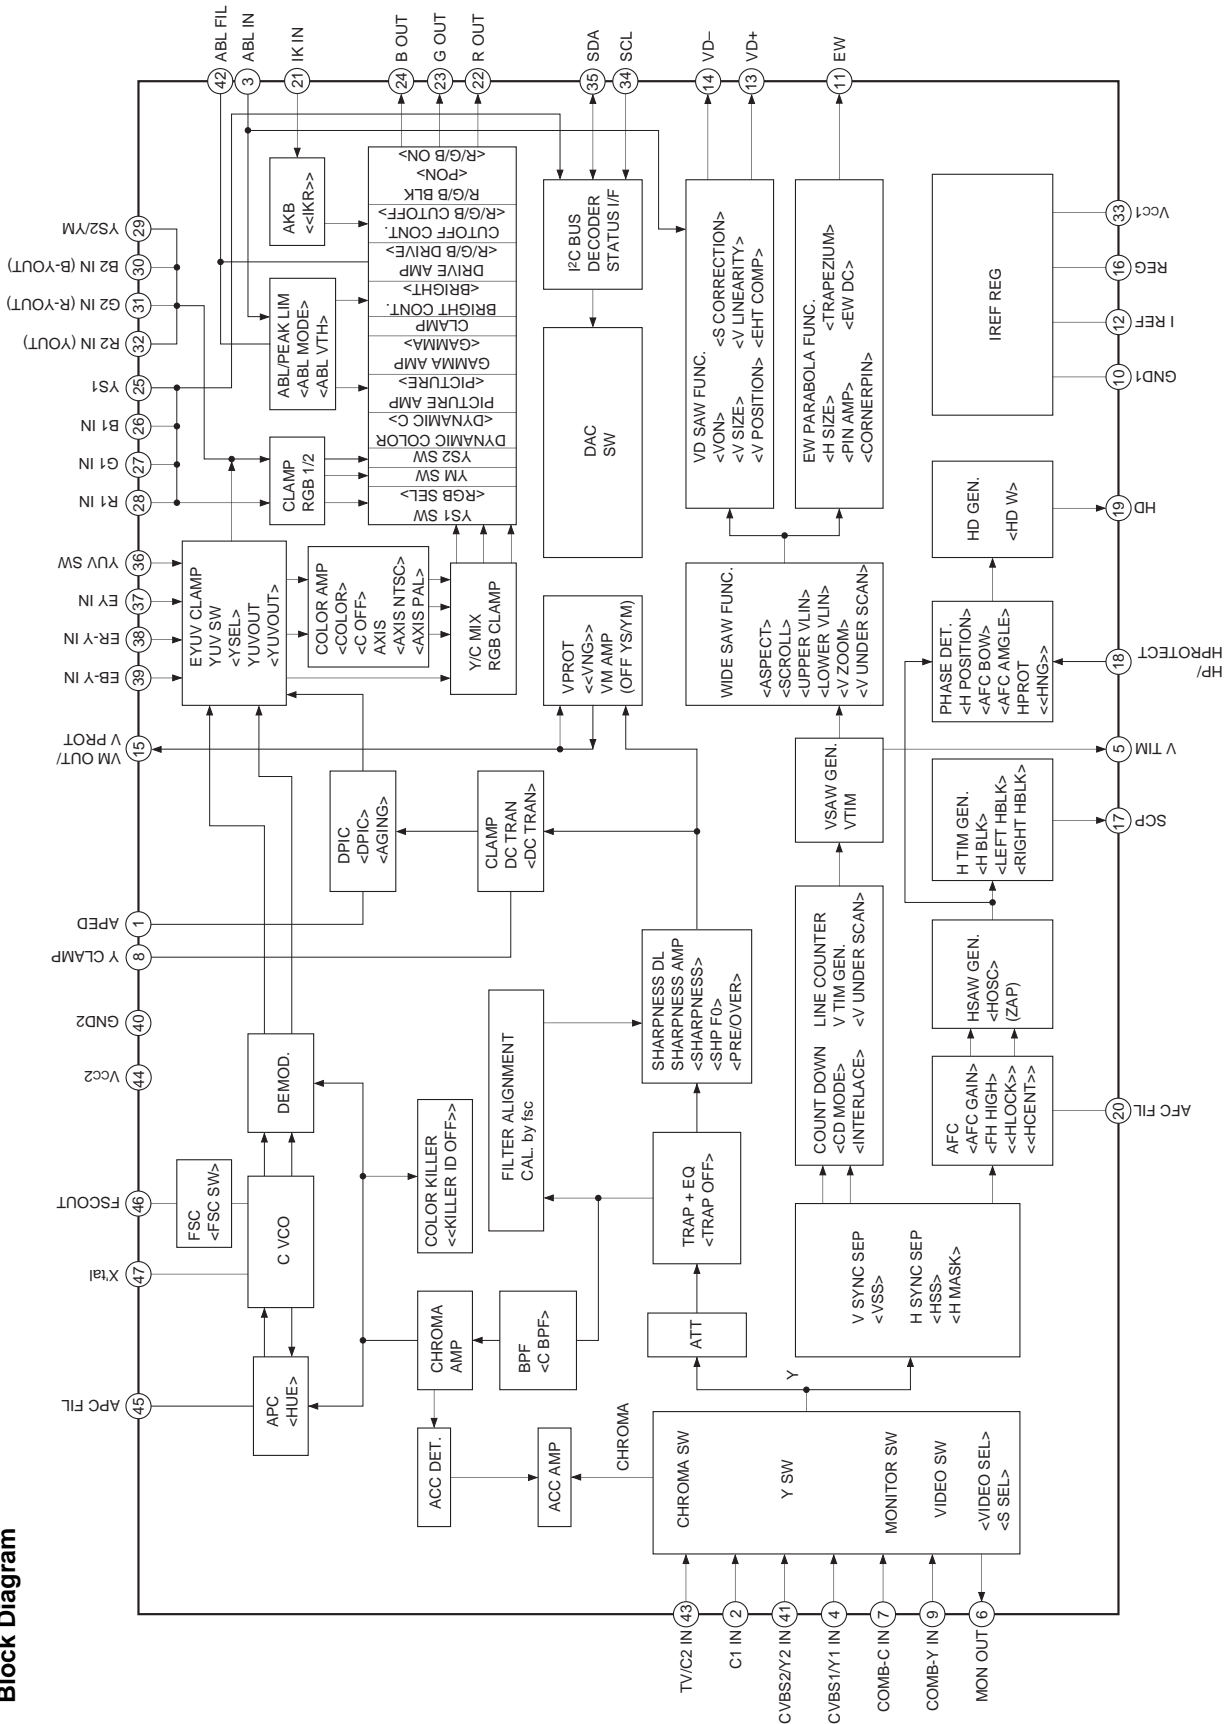 Block Diagram
TV/C2 IN 43
C1 IN 2
CVBS2/Y2 IN 41
CVBS1/Y1 IN 4
COMB-C IN 7
COMB-Y IN 9
MON OUT 6
45 APC FIL
47 X'tal
46 FSCOUT
44 Vcc2
40 GND2
8 Y CLAMP
1 APED
15 VM OUT/
V PROT
39 EB-Y IN
38 ER-Y IN
37 EY IN
36 YUV SW
28 R1 IN
27 G1 IN
26 B1 IN
25 YS1
32 R2 IN (YOUT)
31 G2 IN (R-YOUT)
30 B2 IN (B-YOUT)
29 YS2/YM
42 ABL FIL
3 ABL IN
21 IK IN
24 B OUT
23 G OUT
22 R OUT
35 SDA
34 SCL
14 VD–
13 VD+
11 EW
20 AFC FIL
17 SCP
5 V TIM
18 HP/
HPROTECT
19 HD
10 GND1
12 I REF
16 REG
33 Vcc1
APC
<HUE>
C VCO
FSC
<FSC SW>
DEMOD.
ACC DET.
CHROMA
AMP
COLOR KILLER
<<KILLER ID OFF>>
ACC AMP
BPF
<C BPF>
FILTER ALIGNMENT
CAL. by fsc
CHROMA
CHROMA SW
Y SW
MONITOR SW
VIDEO SW
<VIDEO SEL>
<S SEL>
Y
ATT
TRAP + EQ
<TRAP OFF>
SHARPNESS DL
SHARPNESS AMP
<SHARPNESS>
<SHP F0>
<PRE/OVER>
CLAMP
DC TRAN
<DC TRAN>
DPIC
<DPIC>
<AGING>
EYUV CLAMP
YUV SW
<YSEL>
YUVOUT
<YUVOUT>
COLOR AMP
<COLOR>
<C OFF>
AXIS
<AXIS NTSC>
<AXIS PAL>
Y/C MIX
RGB CLAMP
VPROT
<<VNG>>
VM AMP
(OFF YS/YM)
CLAMP
RGB 1/2
ABL/PEAK LIM
<ABL MODE>
<ABL VTH>
AKB
<<IKR>>
YS1 SW
<RGB SEL>
YM SW
YS2 SW
DYNAMIC COLOR
<DYNAMIC C>
PICTURE AMP
<PICTURE>
GAMMA AMP
<GAMMA>
CLAMP
BRIGHT CONT.
<BRIGHT>
DRIVE AMP
<R/G/B DRIVE>
CUTOFF CONT.
<R/G/B CUTOFF>
R/G/B BLK
<PON>
<R/G/B ON>
DAC
SW
I²C BUS
DECODER
STATUS I/F
V SYNC SEP
<VSS>
H SYNC SEP
<HSS>
<H MASK>
COUNT DOWN
<CD MODE>
<INTERLACE>
LINE COUNTER
V TIM GEN.
<V UNDER SCAN>
VSAW GEN.
VTIM
WIDE SAW FUNC.
<ASPECT>
<SCROLL>
<UPPER VLIN>
<LOWER VLIN>
<V ZOOM>
<V UNDER SCAN>
VD SAW FUNC.
<VON> <S CORRECTION>
<V SIZE> <V LINEARITY>
<V POSITION> <EHT COMP>
EW PARABOLA FUNC.
<H SIZE> <TRAPEZIUM>
<PIN AMP> <EW DC>
<CORNERPIN>
AFC
<AFC GAIN>
<FH HIGH>
<<HLOCK>>
<<HCENT>>
HSAW GEN.
<HOSC>
(ZAP)
H TIM GEN.
<H BLK>
<LEFT HBLK>
<RIGHT HBLK>
PHASE DET.
<H POSITION>
<AFC BOW>
<AFC AMGLE>
HPROT
<<HNG>>
HD GEN.
<HD W>
IREF REG